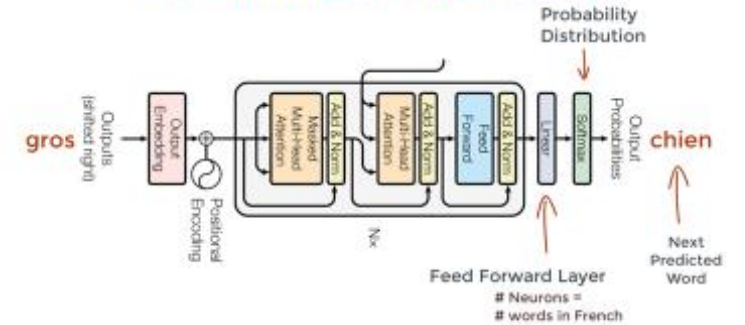 Probability
Distribution
gros
Outputs
(shifted right)
Output
Embedding
Positional
Encoding
Masked
Multi-Head
Attention
Add & Norm
Multi-Head
Attention
Add & Norm
Feed
Forward
Add & Norm
Nx
Linear
Softmax
Output
Probabilities
chien
Next
Predicted
Word
Feed Forward Layer
# Neurons =
# words in French